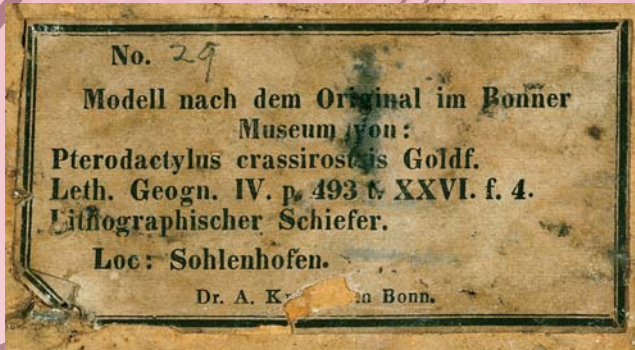 No. 29
Modell nach dem Original im Bonner
Museum von:
Pterodactylus crassirostris Goldf.
Leth. Geogn. IV. p. 493 t. XXVI. f. 4.
Lithographischer Schiefer.
Loc: Sohlenhofen.
Dr. A. Bonn.